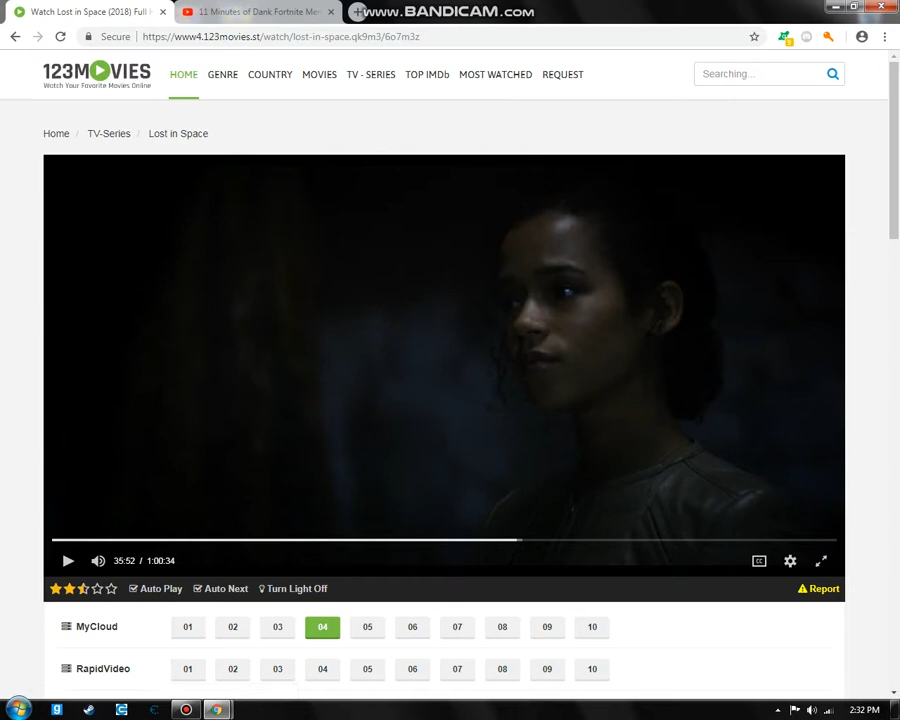 Watch Lost in Space (2018) Full H
11 Minutes of Dank Fortnite Mem
www.BANDICAM.com
Secure
https://www4.123movies.st/watch/lost-in-space.qk9m3/6o7m3z
3
123MOVIES
Watch Your Favorite Movies Online
HOME GENRE COUNTRY MOVIES TV - SERIES TOP IMDb MOST WATCHED REQUEST
Searching...
Home / TV-Series / Lost in Space
35:52 / 1:00:34
CC
Auto Play Auto Next Turn Light Off
Report
MyCloud 01 02 03 04 05 06 07 08 09 10
RapidVideo 01 02 03 04 05 06 07 08 09 10
2:32 PM